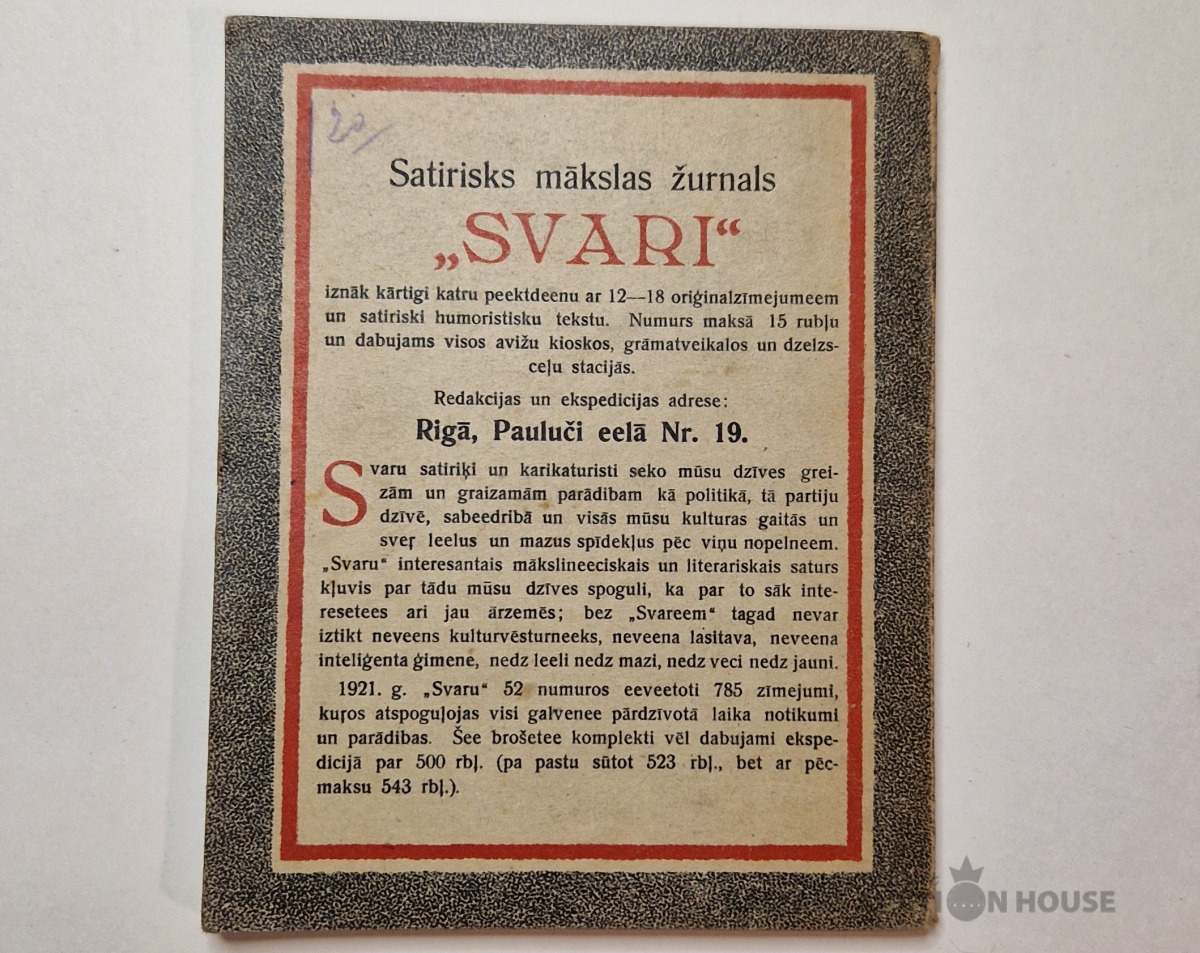 20/
Satirisks mākslas žurnals
„SVARI“
iznāk kārtigi katru peektdeenu ar 12—18 oriģinalzīmejumeem
un satiriski humoristisku tekstu. Numurs maksā 15 rubļu
un dabujams visos avižu kioskos, grāmatveikalos un dzelzs-
ceļu stacijās.
Redakcijas un ekspedicijas adrese:
Rigā, Pauluči eelā Nr. 19.
Svaru satiriķi un karikaturisti seko mūsu dzīves grei-
zām un graizamām parādibam kā politikā, tā partiju
dzīvē, sabeedribā un visās mūsu kulturas gaitās un
sveŗ leelus un mazus spīdekļus pēc viņu nopelneem.
„Svaru“ interesantais mākslineeciskais un literariskais saturs
kļuvis par tādu mūsu dzīves spoguli, ka par to sāk inte-
resetees ari jau ārzemēs; bez „Svareem“ tagad nevar
iztikt neveens kulturvēsturneeks, neveena lasitava, neveena
inteliģenta ģimene, nedz leeli nedz mazi, nedz veci nedz jauni.
1921. g. „Svaru“ 52 numuros eeveetoti 785 zīmejumi,
kuŗos atspoguļojas visi galvenee pārdzīvotā laika notikumi
un parādibas. Šee brošetee komplekti vēl dabujami ekspe-
dicijā par 500 rbļ. (pa pastu sūtot 523 rbļ., bet ar pēc-
maksu 543 rbļ.).
ON HOUSE